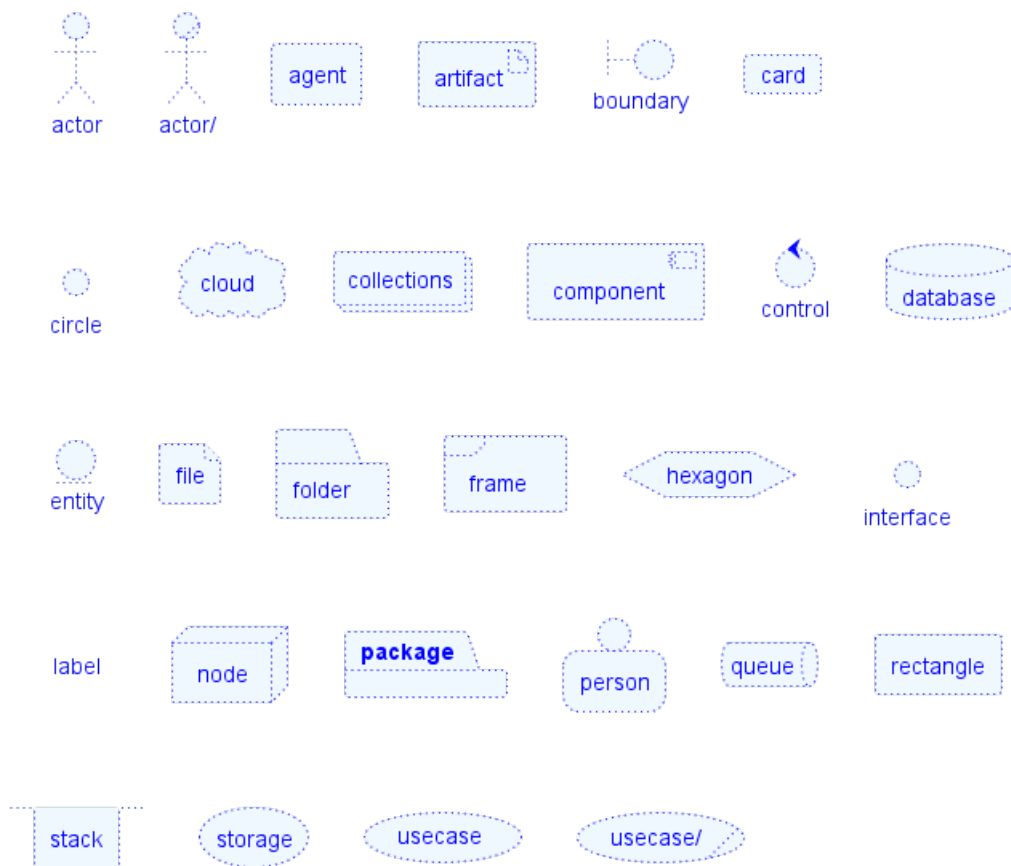 actor
actor/
agent
artifact
boundary
card
circle
cloud
collections
component
control
database
entity
file
folder
frame
hexagon
interface
label
node
package
person
queue
rectangle
stack
storage
usecase
usecase/